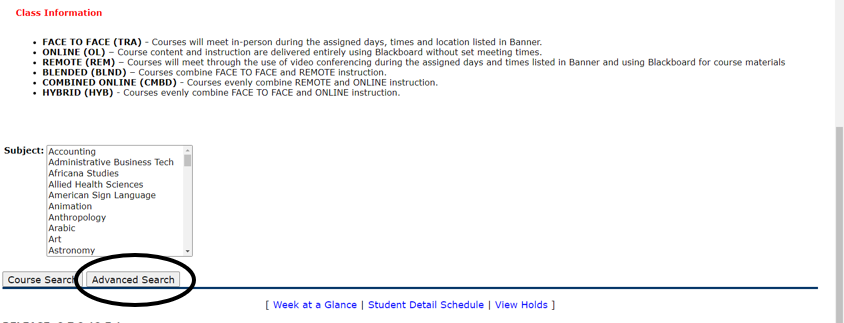 Class Information
• FACE TO FACE (TRA) - Courses will meet in-person during the assigned days, times and location listed in Banner.
• ONLINE (OL) – Course content and instruction are delivered entirely using Blackboard without set meeting times.
• REMOTE (REM) – Courses will meet through the use of video conferencing during the assigned days and times listed in Banner and using Blackboard for course materials
• BLENDED (BLND) – Courses combine FACE TO FACE and REMOTE instruction.
• COMBINED ONLINE (CMBD) - Courses evenly combine REMOTE and ONLINE instruction.
• HYBRID (HYB) - Courses evenly combine FACE TO FACE and ONLINE instruction.
Subject: Accounting
Administrative Business Tech
Africana Studies
Allied Health Sciences
American Sign Language
Animation
Anthropology
Arabic
Art
Astronomy
Course Search Advanced Search
[ Week at a Glance | Student Detail Schedule | View Holds ]